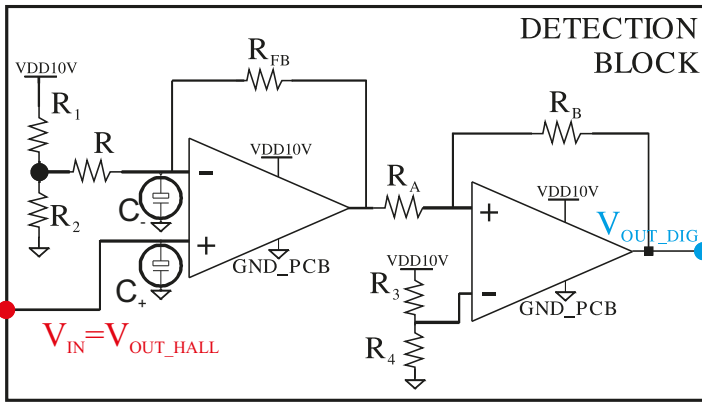 DETECTION
BLOCK
VDD10V
R1
R2
R
RFB
C-
C+
-
+
VDD10V
GND_PCB
VIN=VOUT_HALL
RA
RB
+
-
VDD10V
GND_PCB
VDD10V
R3
R4
VOUT_DIG